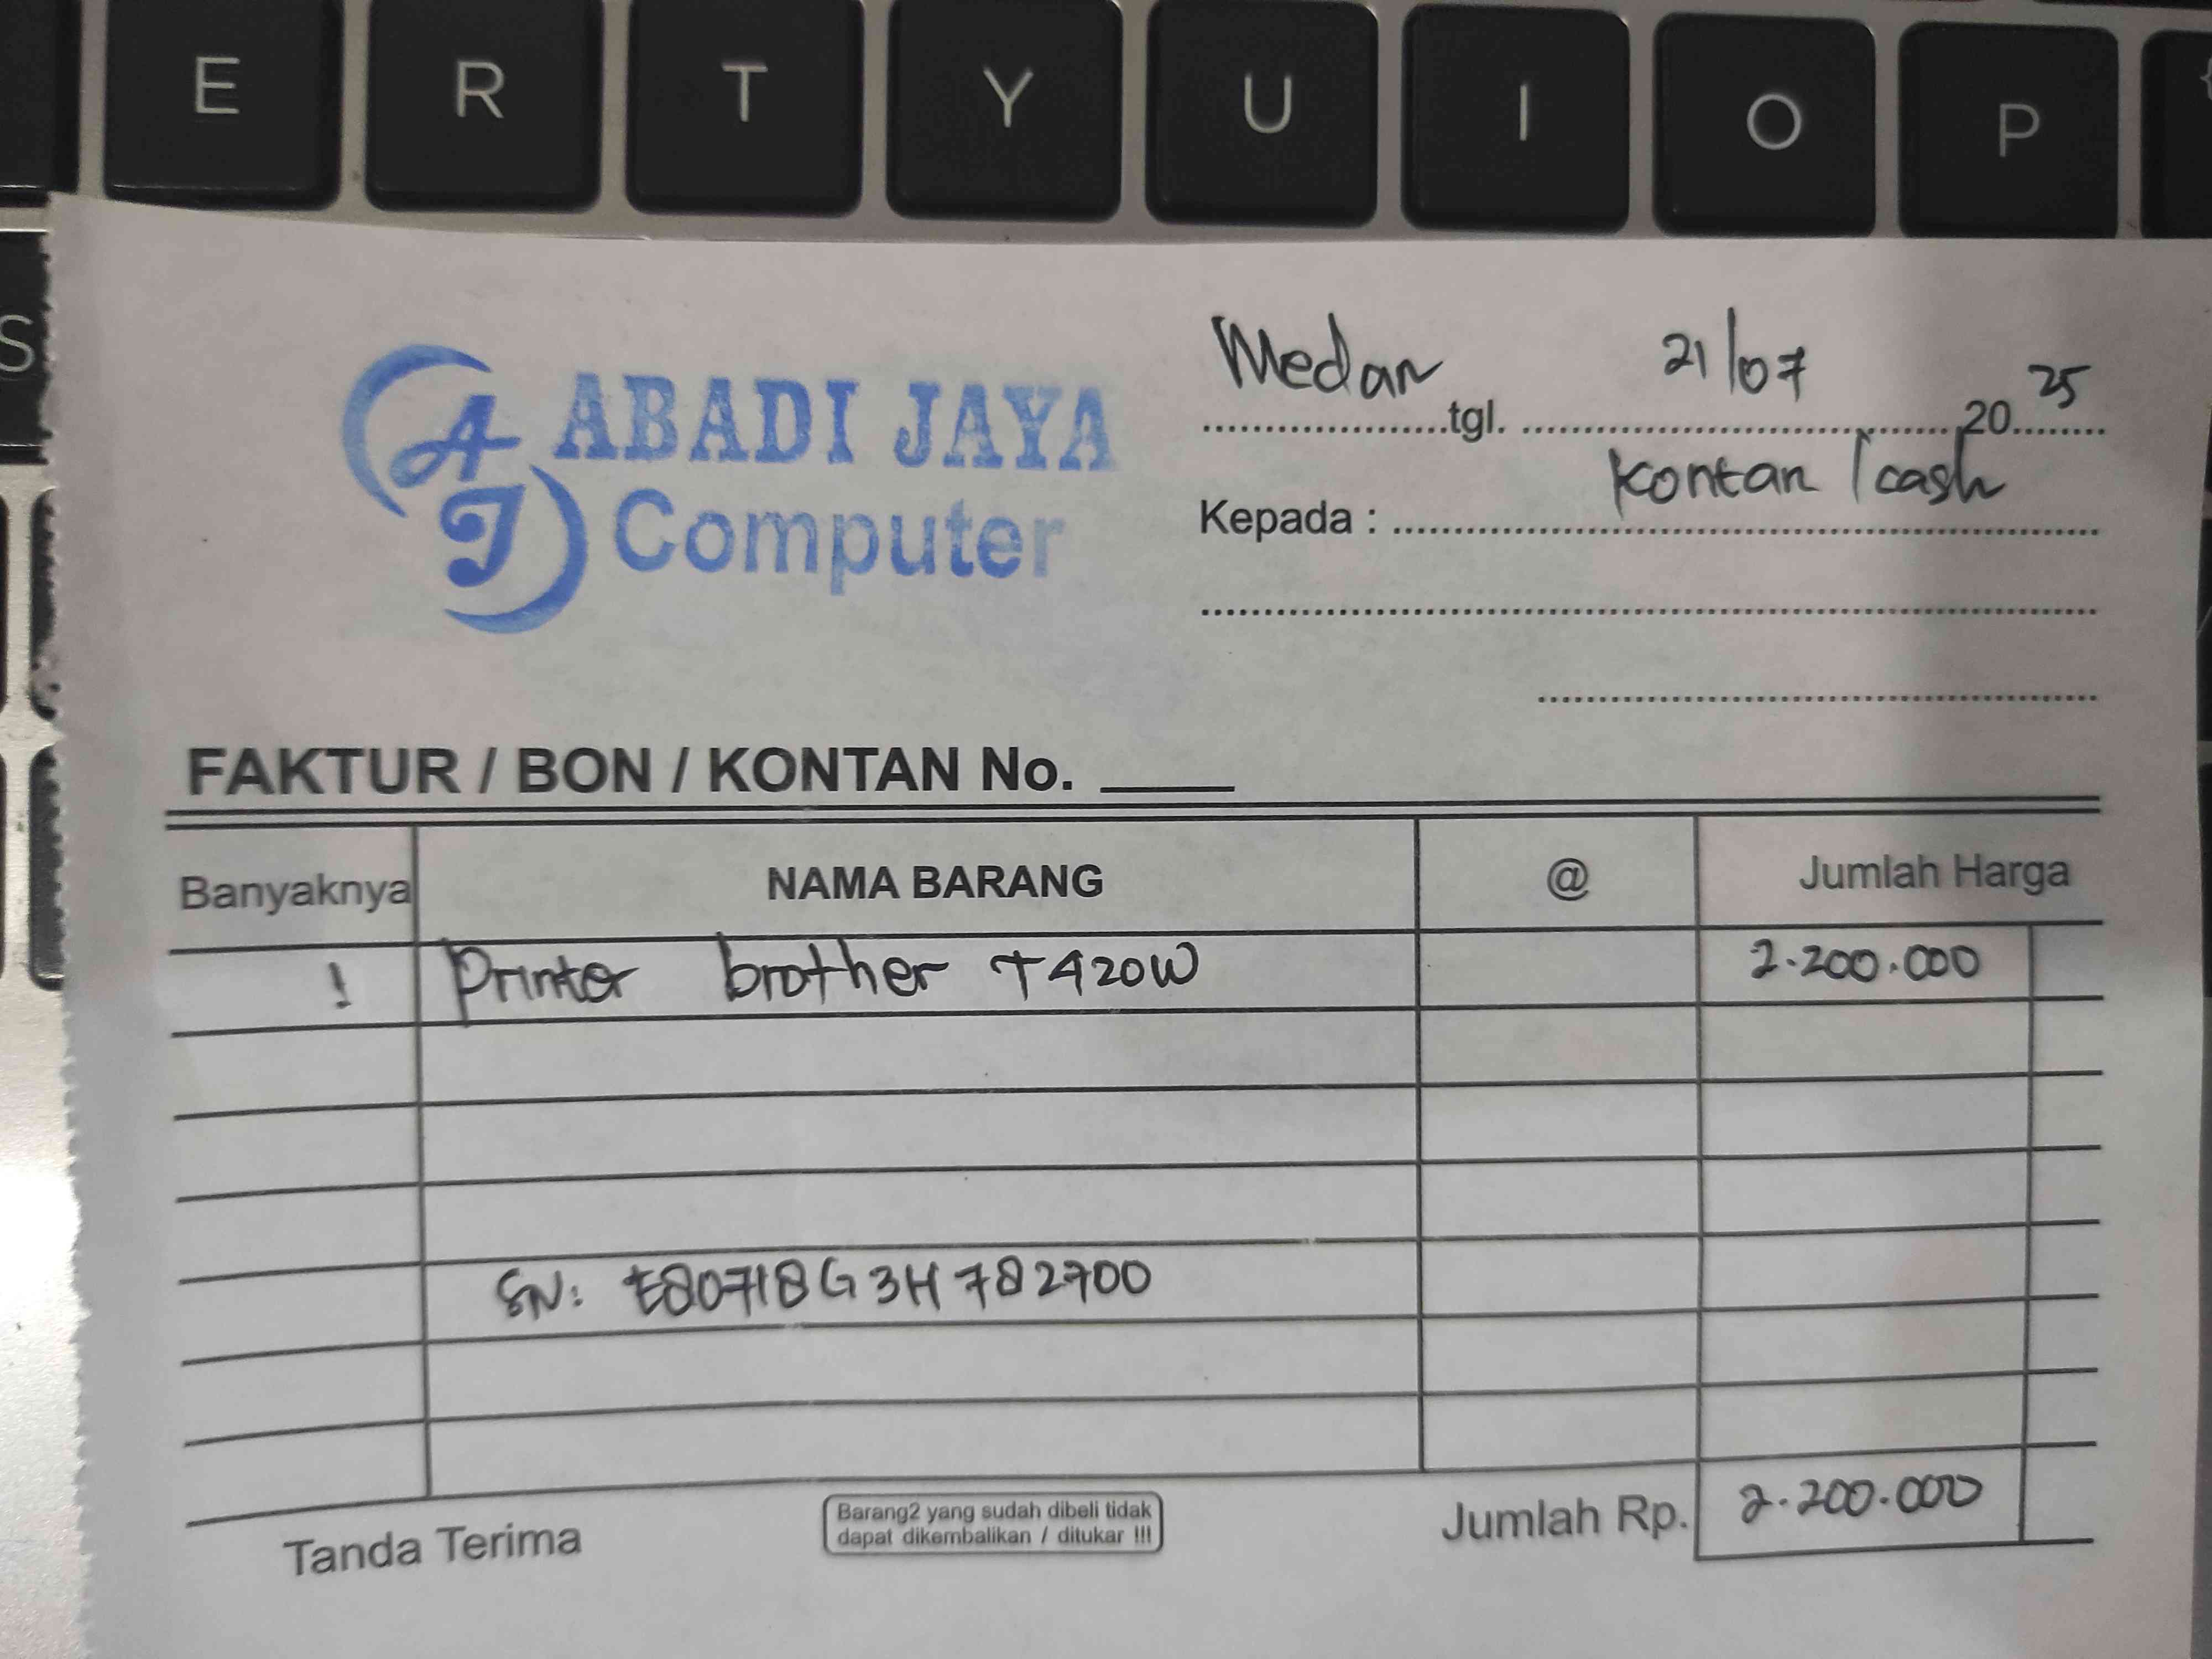 E R T Y U I O P
S
ABADI JAYA
Computer
Medan tgl. 21/07 2025
Kepada : Kontan / cash
FAKTUR / BON / KONTAN No.
Banyaknya NAMA BARANG @ Jumlah Harga
1 Printer brother T420W 2.200.000
SN: E80718G3H782700
Tanda Terima
Barang2 yang sudah dibeli tidak
dapat dikembalikan / ditukar !!!
Jumlah Rp. 2.200.000